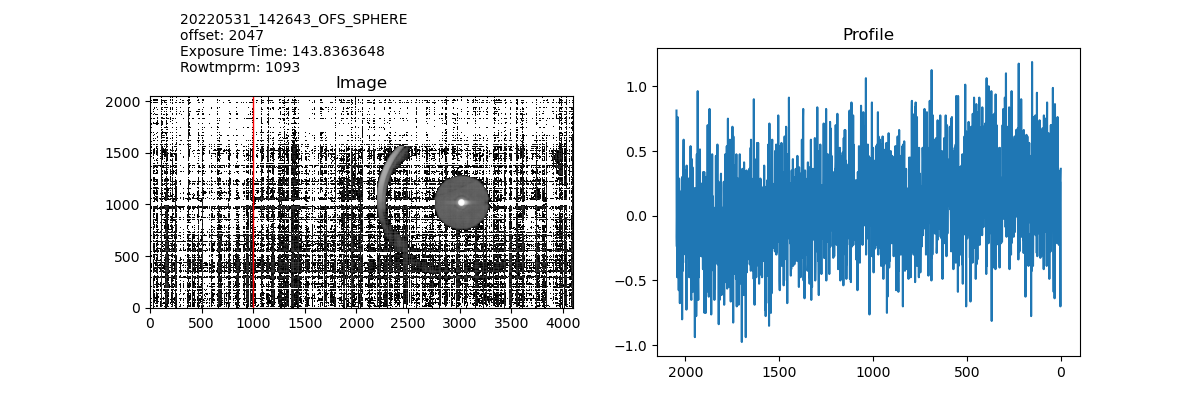 20220531_142643_OFS_SPHERE
offset: 2047
Exposure Time: 143.8363648
Rowtmprm: 1093
Image
2000
1500
1000
500
0
0 500 1000 1500 2000 2500 3000 3500 4000
Profile
1.0
0.5
0.0
−0.5
−1.0
2000 1500 1000 500 0